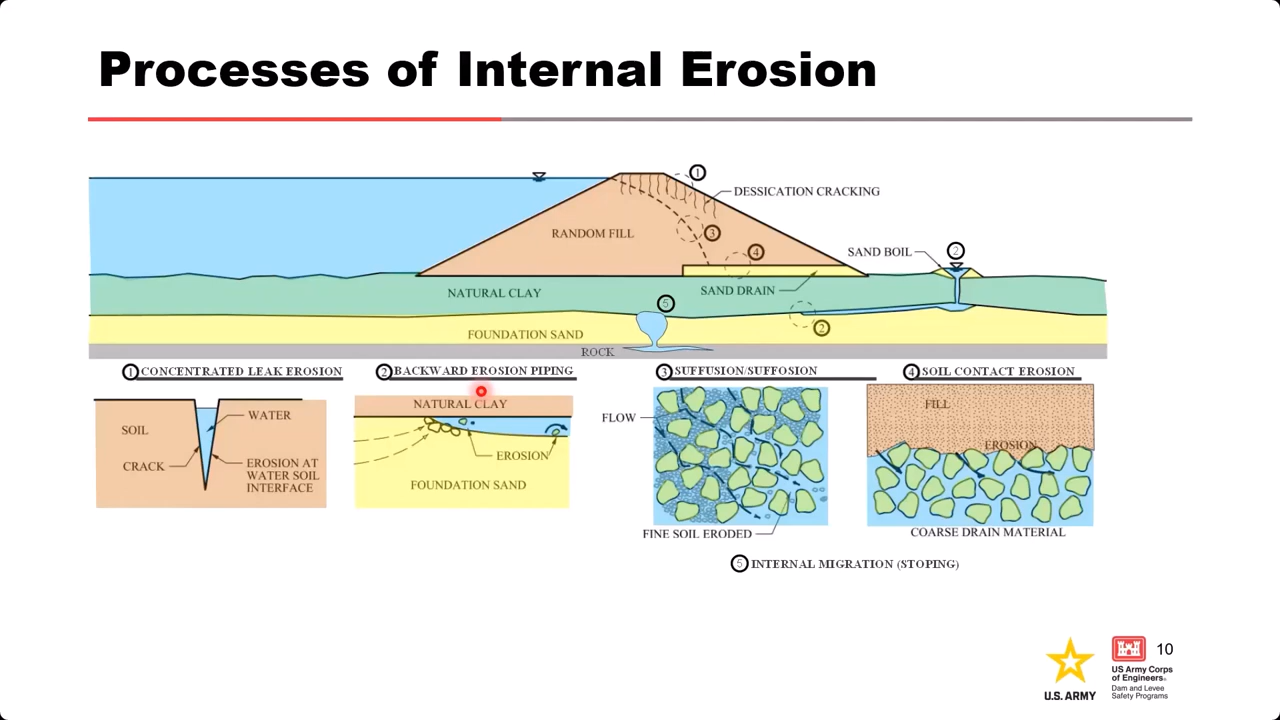 Processes of Internal Erosion
1
DESSICATION CRACKING
RANDOM FILL
3
4
SAND BOIL
2
NATURAL CLAY
SAND DRAIN
5
2
FOUNDATION SAND
ROCK
1 CONCENTRATED LEAK EROSION
2 BACKWARD EROSION PIPING
3 SUFFUSION/SUFFOSION
4 SOIL CONTACT EROSION
SOIL
WATER
CRACK
EROSION AT
WATER SOIL
INTERFACE
NATURAL CLAY
EROSION
FOUNDATION SAND
FLOW
FINE SOIL ERODED
FILL
EROSION
COARSE DRAIN MATERIAL
5 INTERNAL MIGRATION (STOPING)
U.S. ARMY
US Army Corps
of Engineers®
Dam and Levee
Safety Programs
10